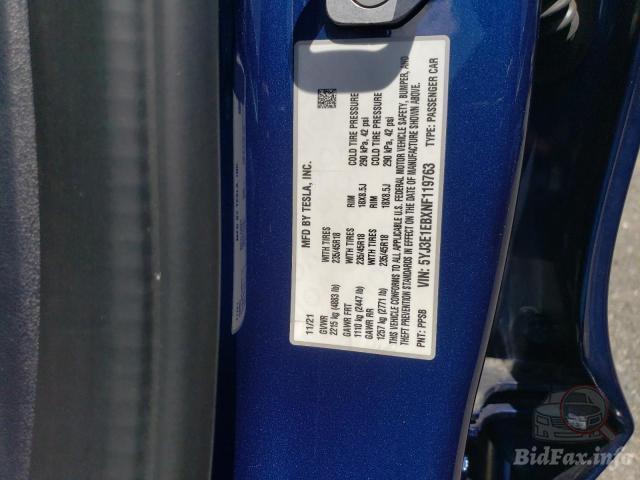 MFD BY TESLA, INC.
11/21
GVWR
2215 kg (4883 lb)
GAWR FRT WITH TIRES RIM COLD TIRE PRESSURE
1110 kg (2447 lb) 235/45R18 18X8.5J 290 kPa, 42 psi
GAWR RR WITH TIRES RIM COLD TIRE PRESSURE
1257 kg (2771 lb) 235/45R18 18X8.5J 290 kPa, 42 psi
THIS VEHICLE CONFORMS TO ALL APPLICABLE U.S. FEDERAL MOTOR VEHICLE SAFETY, BUMPER, AND
THEFT PREVENTION STANDARDS IN EFFECT ON THE DATE OF MANUFACTURE SHOWN ABOVE.
VIN: 5YJ3E1EBXNF119763 TYPE: PASSENGER CAR
PNT: PPSB
BidFax.info